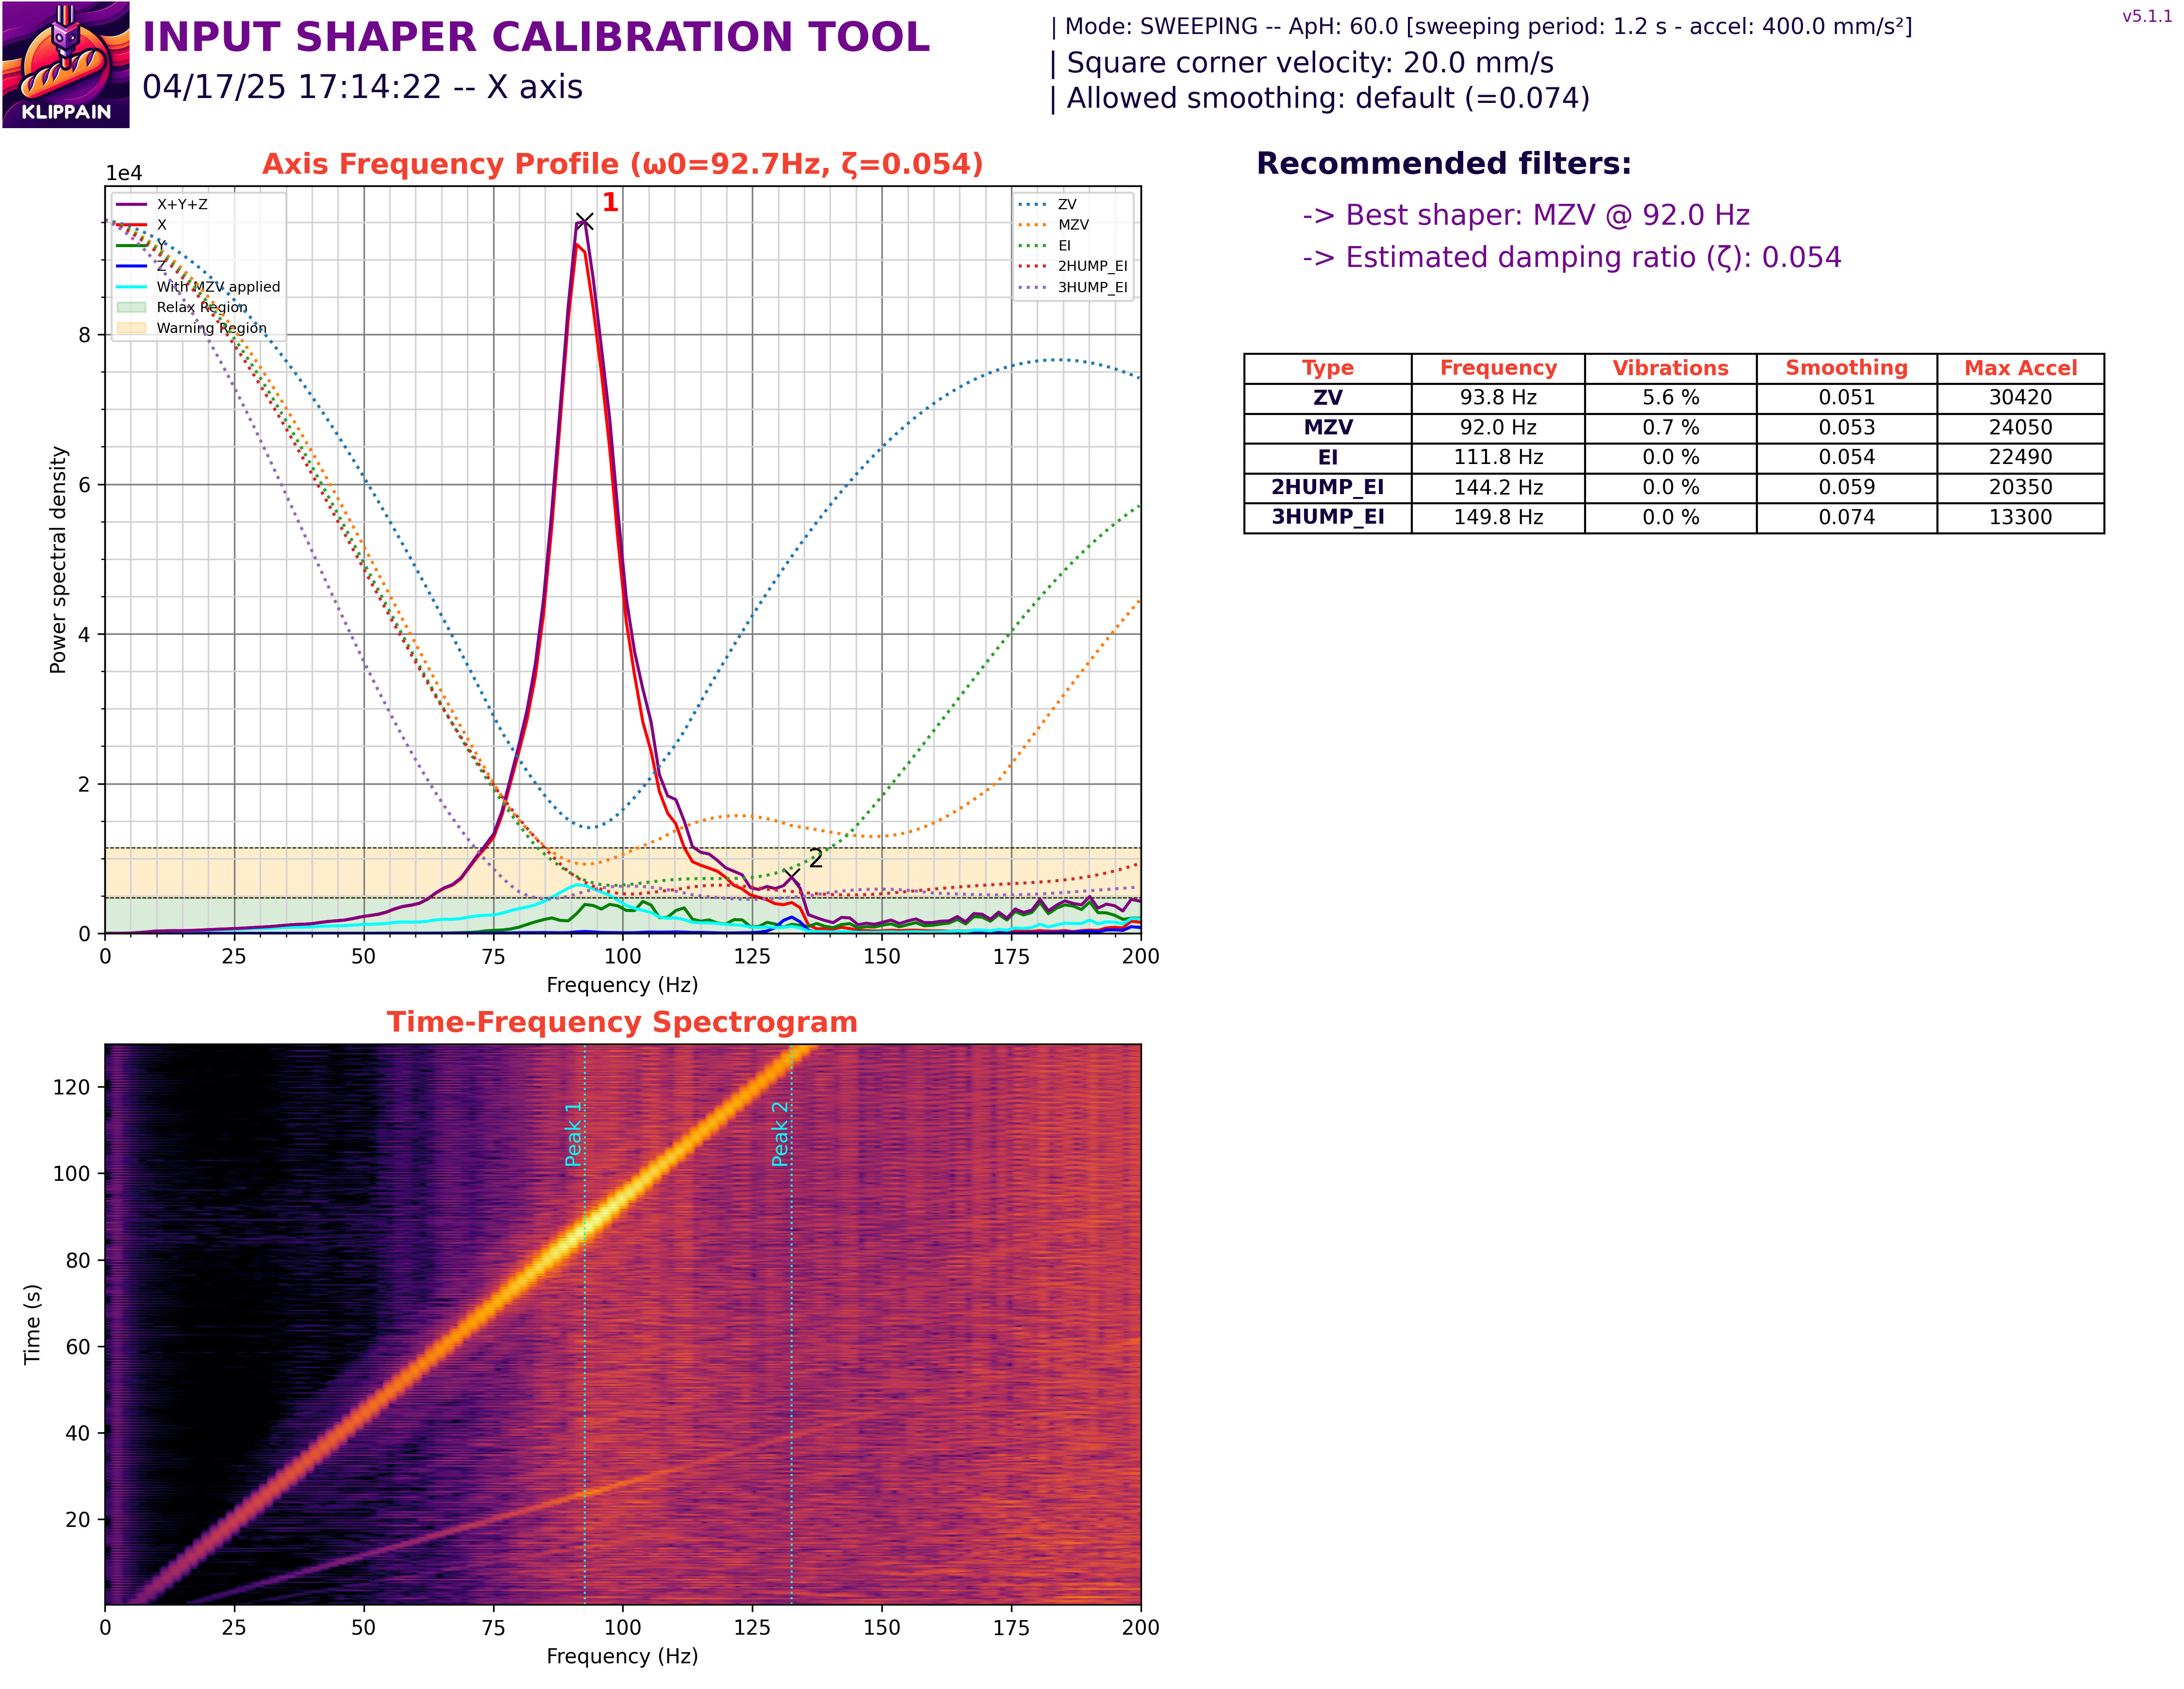 INPUT SHAPER CALIBRATION TOOL
04/17/25 17:14:22 -- X axis
KLIPPAIN
| Mode: SWEEPING -- ApH: 60.0 [sweeping period: 1.2 s - accel: 400.0 mm/s²]
| Square corner velocity: 20.0 mm/s
| Allowed smoothing: default (=0.074)
v5.1.1
Axis Frequency Profile (ω0=92.7Hz, ζ=0.054)
1e4
X+Y+Z
X
Y
Z
With MZV applied
Relax Region
Warning Region
ZV
MZV
EI
2HUMP_EI
3HUMP_EI
1
2
8
6
4
2
0
Power spectral density
0 25 50 75 100 125 150 175 200
Frequency (Hz)
Recommended filters:
-> Best shaper: MZV @ 92.0 Hz
-> Estimated damping ratio (ζ): 0.054
Type Frequency Vibrations Smoothing Max Accel
ZV 93.8 Hz 5.6 % 0.051 30420
MZV 92.0 Hz 0.7 % 0.053 24050
EI 111.8 Hz 0.0 % 0.054 22490
2HUMP_EI 144.2 Hz 0.0 % 0.059 20350
3HUMP_EI 149.8 Hz 0.0 % 0.074 13300
Time-Frequency Spectrogram
120
100
80
60
40
20
Time (s)
Peak 1
Peak 2
0 25 50 75 100 125 150 175 200
Frequency (Hz)